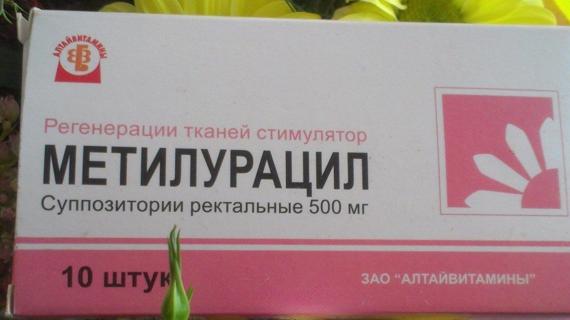 АЛТАЙВИТАМИНЫ
Регенерации тканей стимулятор
МЕТИЛУРАЦИЛ
Суппозитории ректальные 500 мг
10 штук
ЗАО "АЛТАЙВИТАМИНЫ"